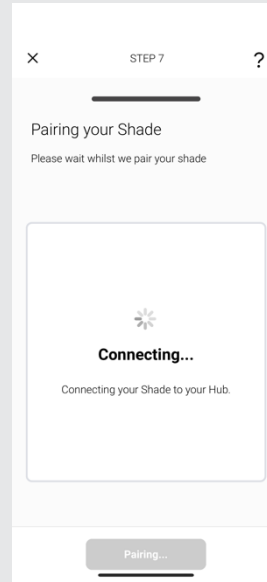 STEP 7
?
Pairing your Shade
Please wait whilst we pair your shade
Connecting...
Connecting your Shade to your Hub.
Pairing...